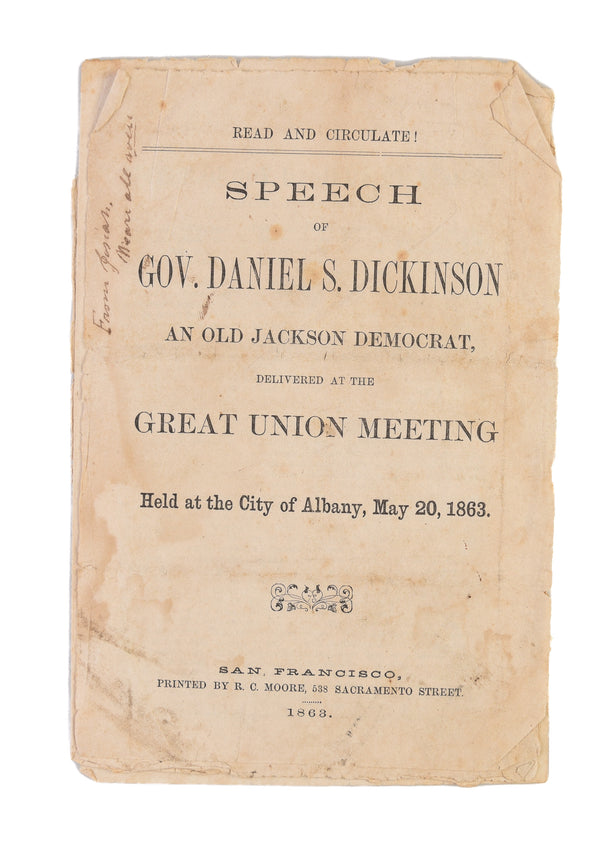 READ AND CIRCULATE!
SPEECH
OF
GOV. DANIEL S. DICKINSON
AN OLD JACKSON DEMOCRAT,
DELIVERED AT THE
GREAT UNION MEETING
Held at the City of Albany, May 20, 1863.
SAN FRANCISCO,
PRINTED BY R. C. MOORE, 538 SACRAMENTO STREET.
1863.
From Josiah.
all over